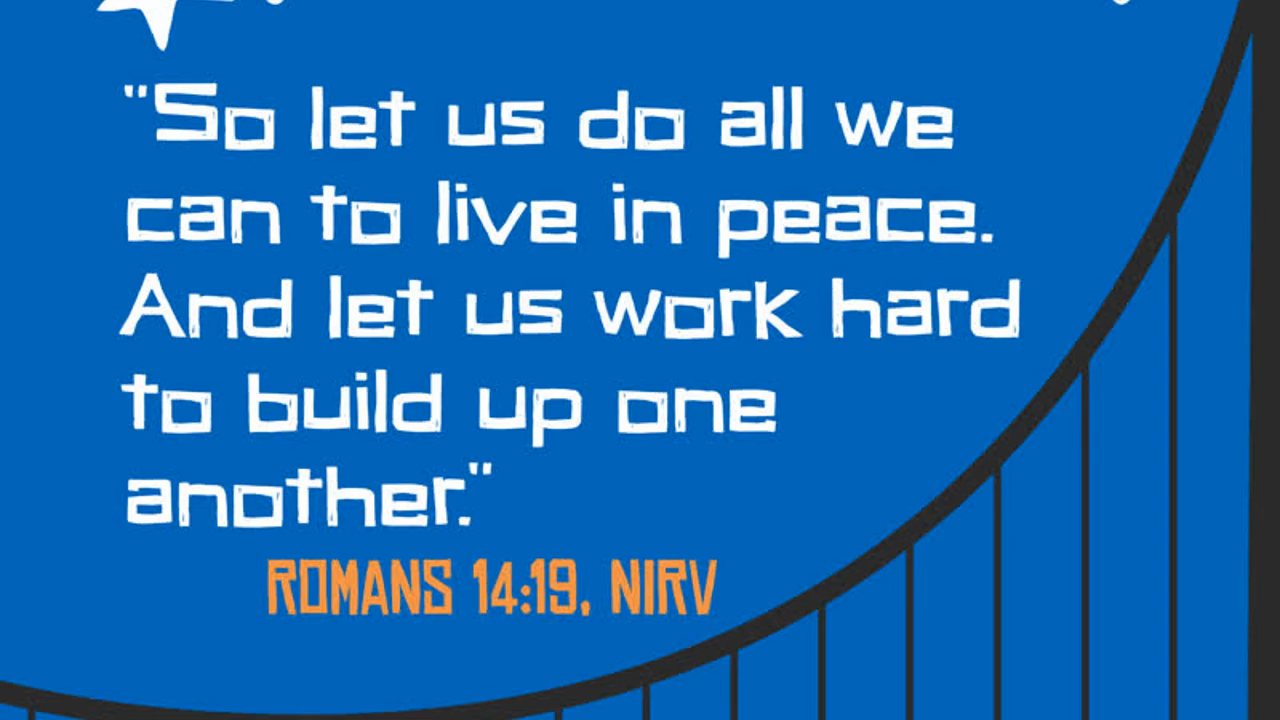 "So let us do all we
can to live in peace.
And let us work hard
to build up one
another."
ROMANS 14:19, NIRV